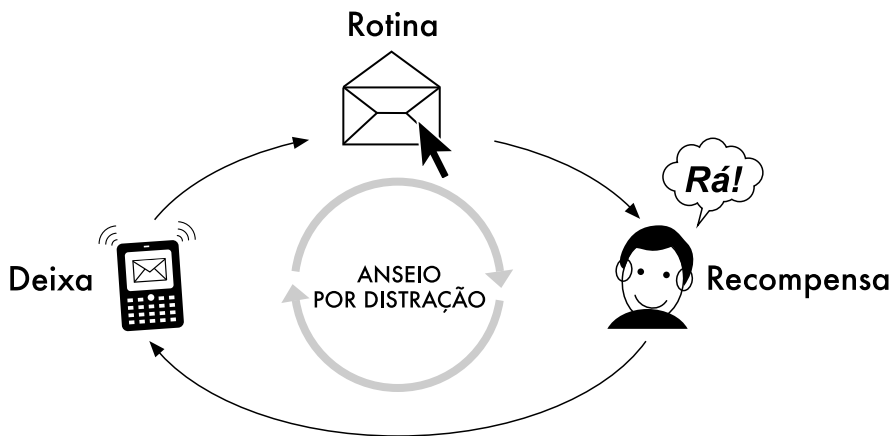 Rotina
Rá!
Deixa
ANSEIO
POR DISTRAÇÃO
Recompensa